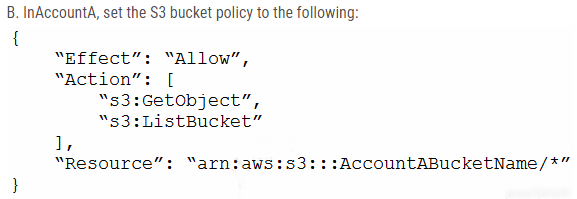 B. InAccountA, set the S3 bucket policy to the following:
{
“Effect”: “Allow”,
“Action”: [
“s3:GetObject”,
“s3:ListBucket”
],
“Resource”: “arn:aws:s3:::AccountABucketName/*”
}